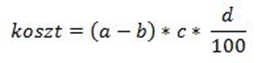 koszt = (a − b) * c * d/100